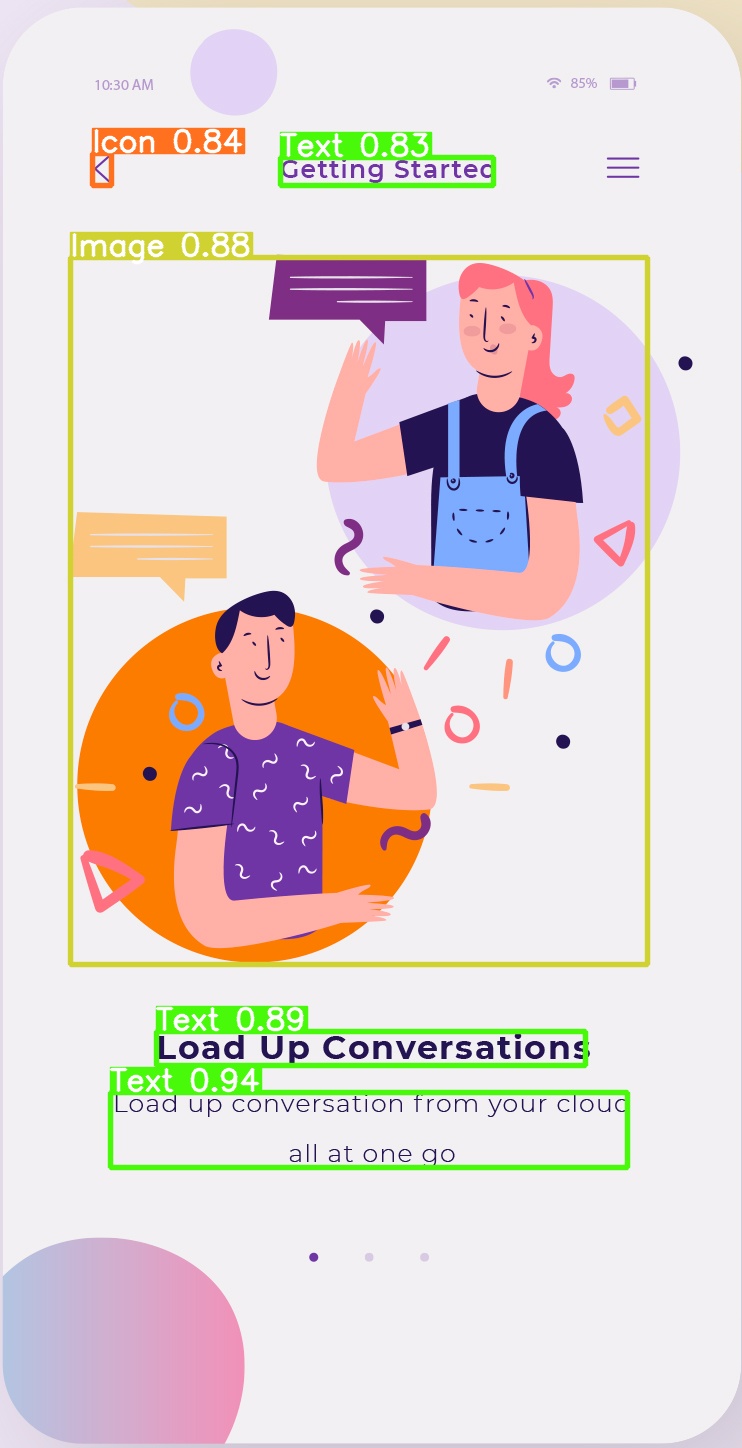 10:30 AM
85%
Icon 0.84
Text 0.83
Getting Started
Image 0.88
Text 0.89
Load Up Conversations
Text 0.94
Load up conversation from your cloud
all at one go